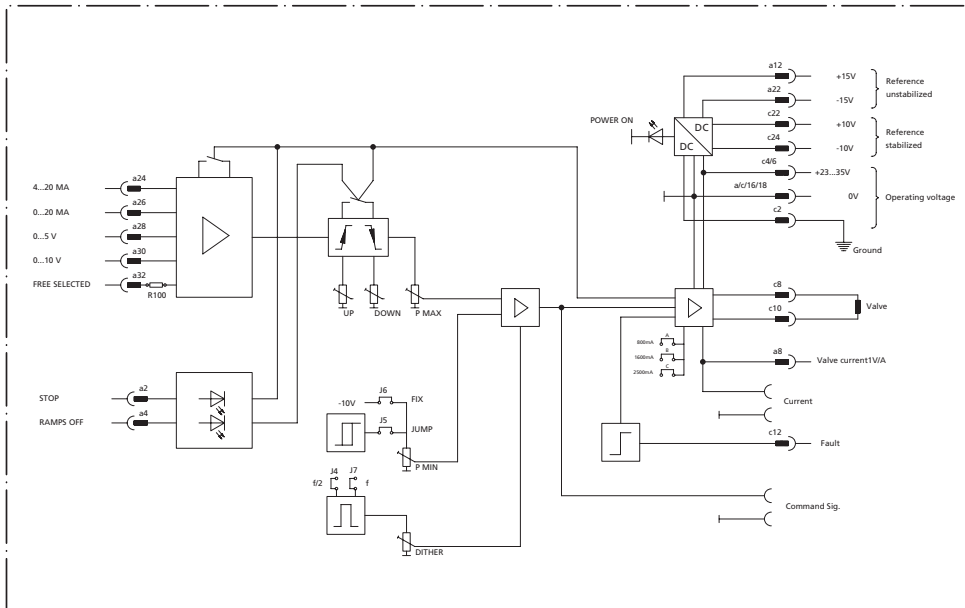 a12
+15V
Reference
unstabilized
a22
-15V
POWER ON
DC
DC
c22
+10V
Reference
stabilized
c24
-10V
c4/6
+23...35V
a/c/16/18
0V
Operating voltage
c2
Ground
4...20 MA
a24
0...20 MA
a26
0...5 V
a28
0...10 V
a30
FREE SELECTED
a32
R100
UP
DOWN
P MAX
c8
c10
Valve
A
800mA
B
1600mA
C
2500mA
a8
Valve current1V/A
Current
STOP
a2
RAMPS OFF
a4
-10V
J6
FIX
J5
JUMP
P MIN
c12
Fault
J4
J7
f/2
f
DITHER
Command Sig.